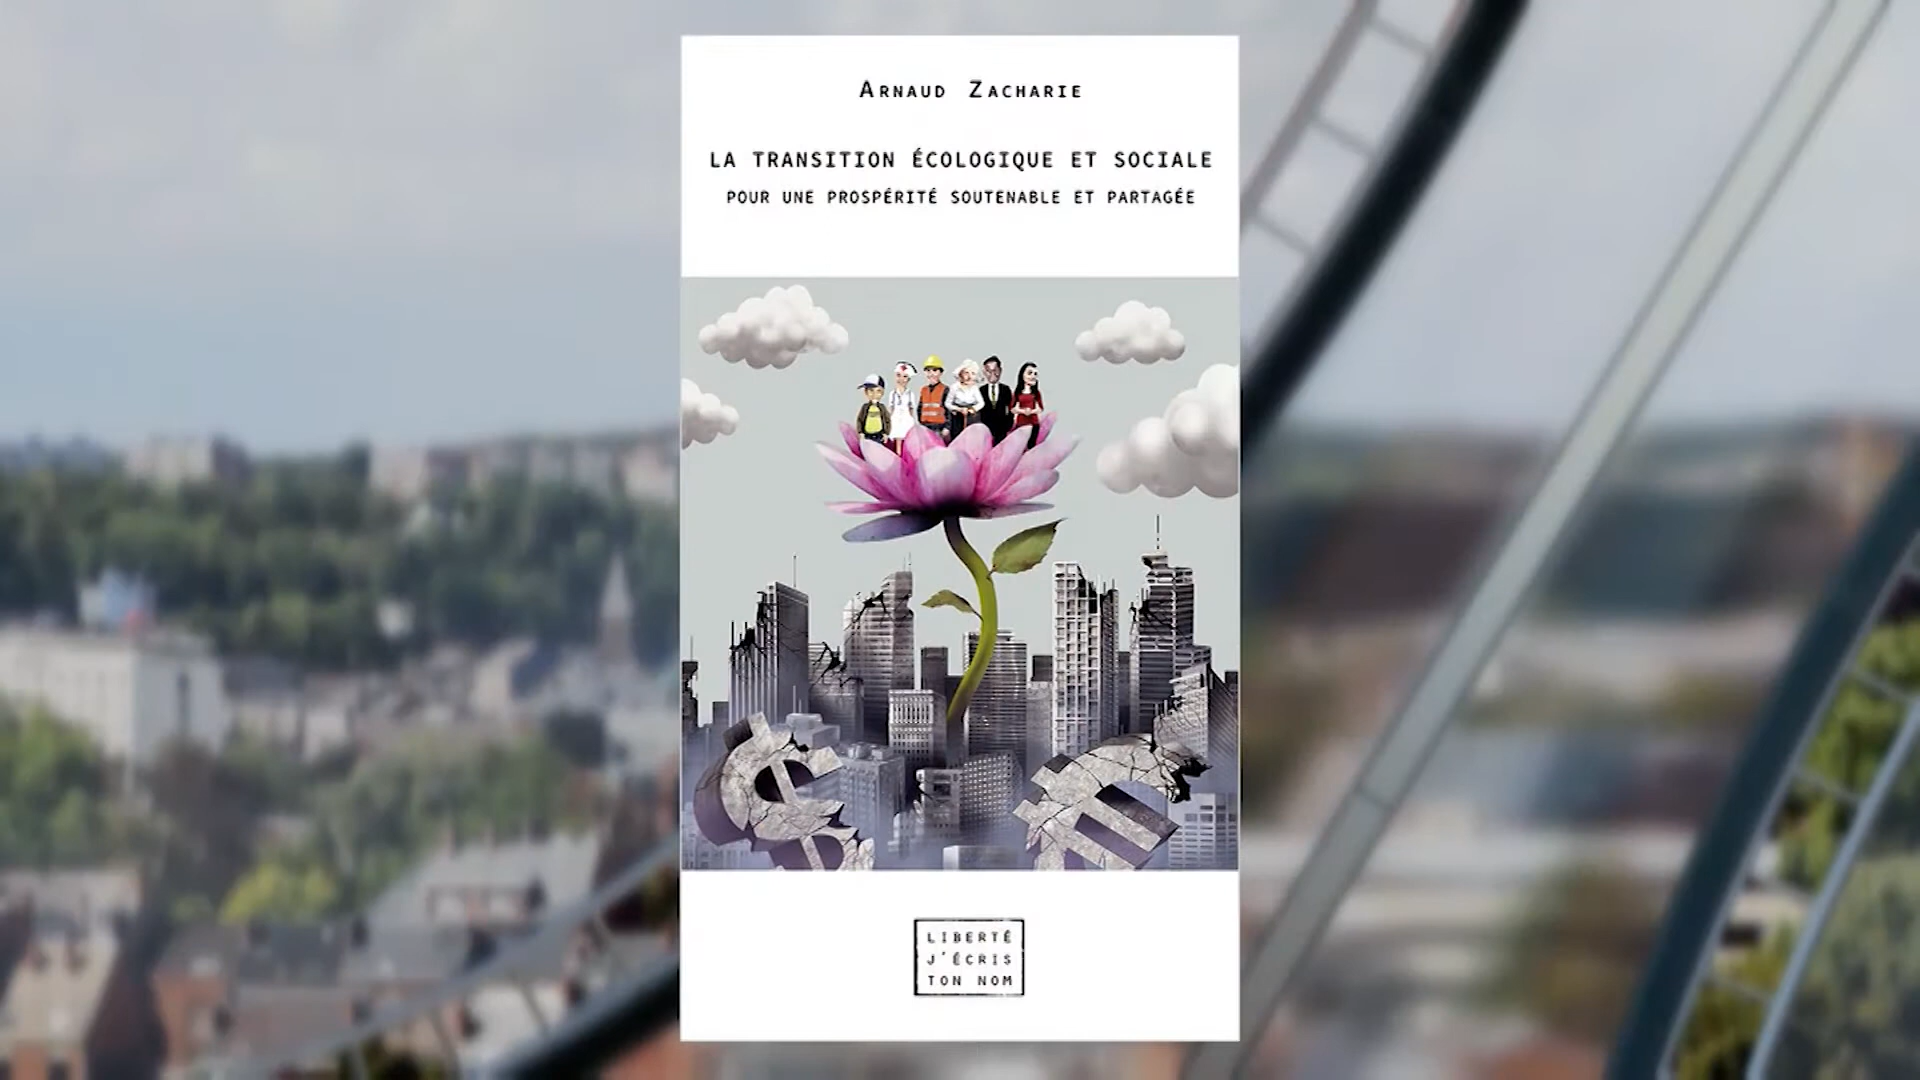 ARNAUD ZACHARIE
LA TRANSITION ÉCOLOGIQUE ET SOCIALE
POUR UNE PROSPÉRITÉ SOUTENABLE ET PARTAGÉE
LIBERTÉ
J'ÉCRIS
TON NOM